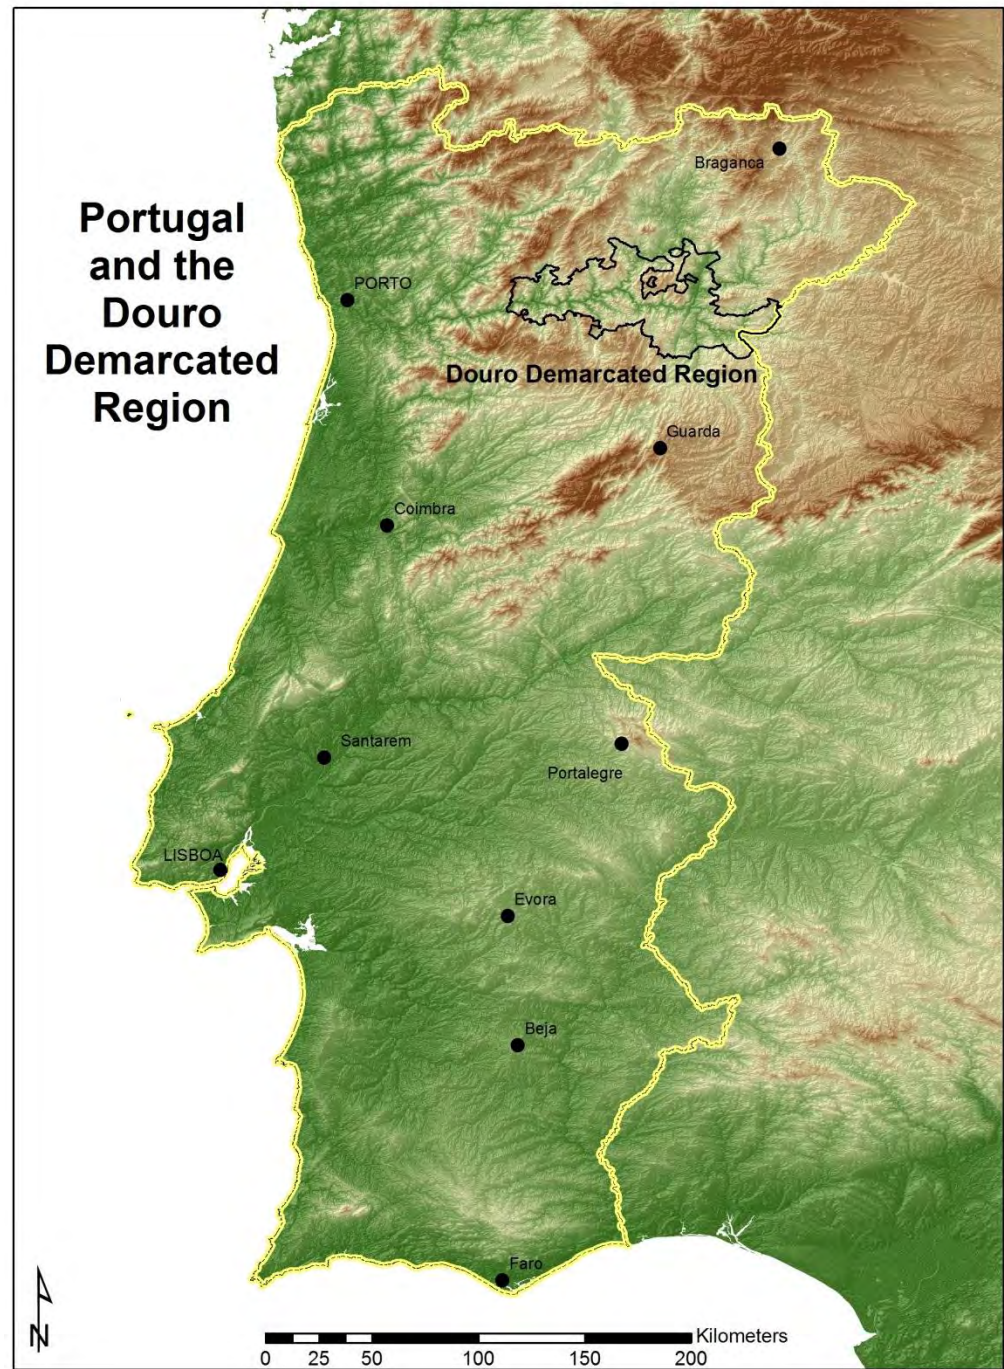 Portugal
and the
Douro
Demarcated
Region
Braganca
PORTO
Douro Demarcated Region
Guarda
Coimbra
Santarem
Portalegre
LISBOA
Evora
Beja
Faro
N
Kilometers
0 25 50 100 150 200